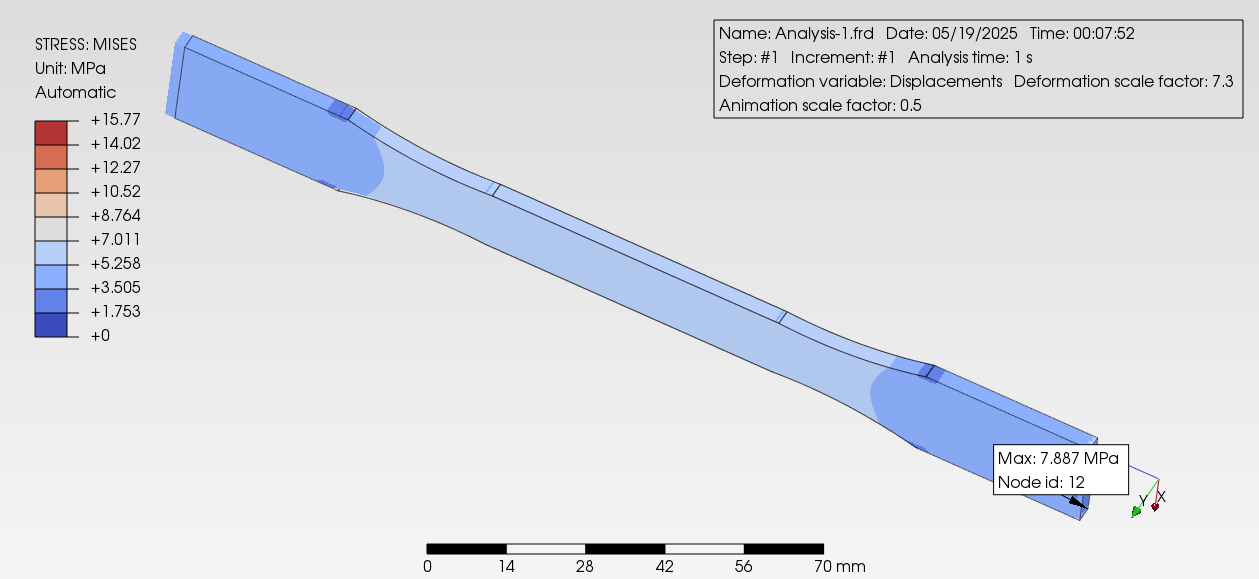 STRESS: MISES
Unit: MPa
Automatic
+15.77
+14.02
+12.27
+10.52
+8.764
+7.011
+5.258
+3.505
+1.753
+0
Name: Analysis-1.frd Date: 05/19/2025 Time: 00:07:52
Step: #1 Increment: #1 Analysis time: 1 s
Deformation variable: Displacements Deformation scale factor: 7.3
Animation scale factor: 0.5
Max: 7.887 MPa
Node id: 12
Y X
0 14 28 42 56 70 mm